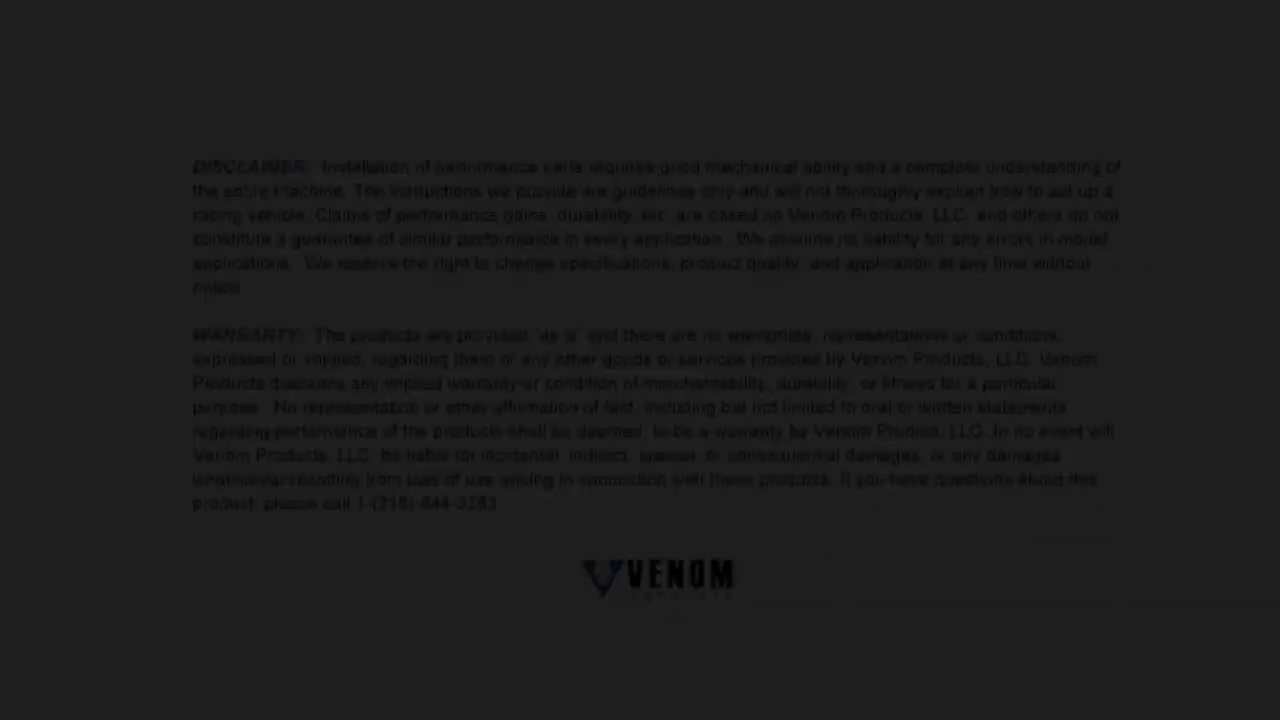 DISCLAIMER: Installation of performance parts requires good mechanical ability and a complete understanding of
the entire machine. The instructions we provide are guidelines only and will not thoroughly explain how to set up a
racing vehicle. Claims of performance gains, durability, etc. are based on Venom Products, LLC. and others do not
constitute a guarantee of similar performance in every application. We assume no liability for any errors in model
applications. We reserve the right to change specifications, product quality, and application at any time without
notice.
WARRANTY: The products are provided "as is" and there are no warranties, representations or conditions,
expressed or implied, regarding them or any other goods or services provided by Venom Products, LLC. Venom
Products disclaims any implied warranty or condition of merchantability, durability, or fitness for a particular
purpose. No representation or other affirmation of fact, including but not limited to oral or written statements
regarding performance of the products shall be deemed to be a warranty by Venom Product, LLC. In no event will
Venom Products, LLC. be liable for incidental, indirect, special, or consequential damages, or any damages
whatsoever resulting from loss of use arising in connection with these products. If you have questions about this
product, please call 1-(218)-844-3283
VENOM